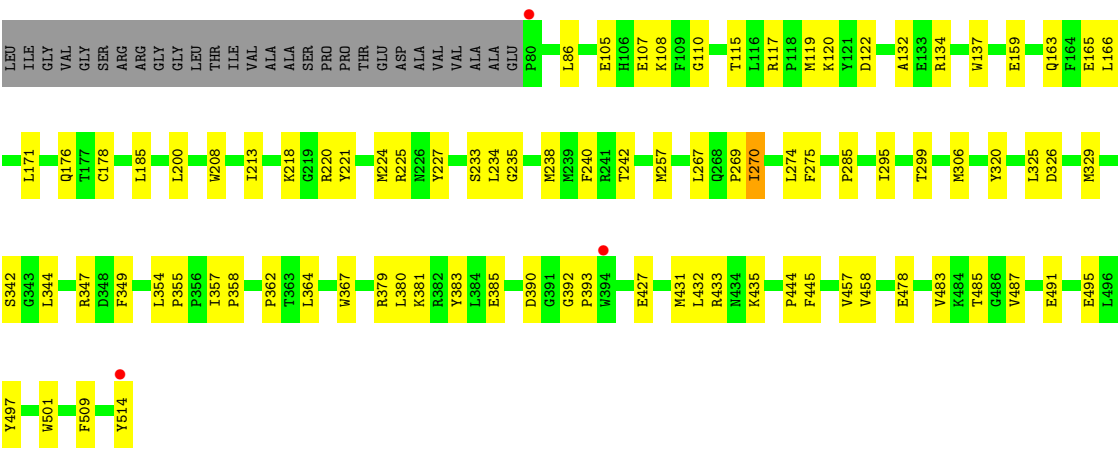 LEU ILE GLY VAL GLY SER ARG ARG GLY GLY LEU THR ILE VAL ALA ALA SER PRO PRO THR GLU ASP ALA VAL VAL ALA ALA GLU P80 L86 E105 H106 E107 K108 F109 G110 T115 L116 R117 P118 M119 K120 Y121 D122 A132 E133 R134 W137 E159 Q163 F164 E165 L166
L171 Q176 T177 C178 L185 L200 W208 I213 K218 G219 R220 Y221 M224 R225 N226 Y227 S233 L234 G235 M238 M239 F240 R241 T242 M257 L267 Q268 P269 I270 L274 F275 P285 I295 T299 M306 Y320 L325 D326 M329
S342 G343 L344 R347 D348 F349 L354 P355 P356 I357 P358 P362 T363 L364 W367 R379 L380 K381 R382 Y383 L384 E385 D390 G391 G392 P393 W394 E427 M431 L432 R433 N434 K435 P444 F445 V457 V458 E478 V483 K484 T485 G486 V487 E491 E495 L496
Y497 W501 F509 Y514